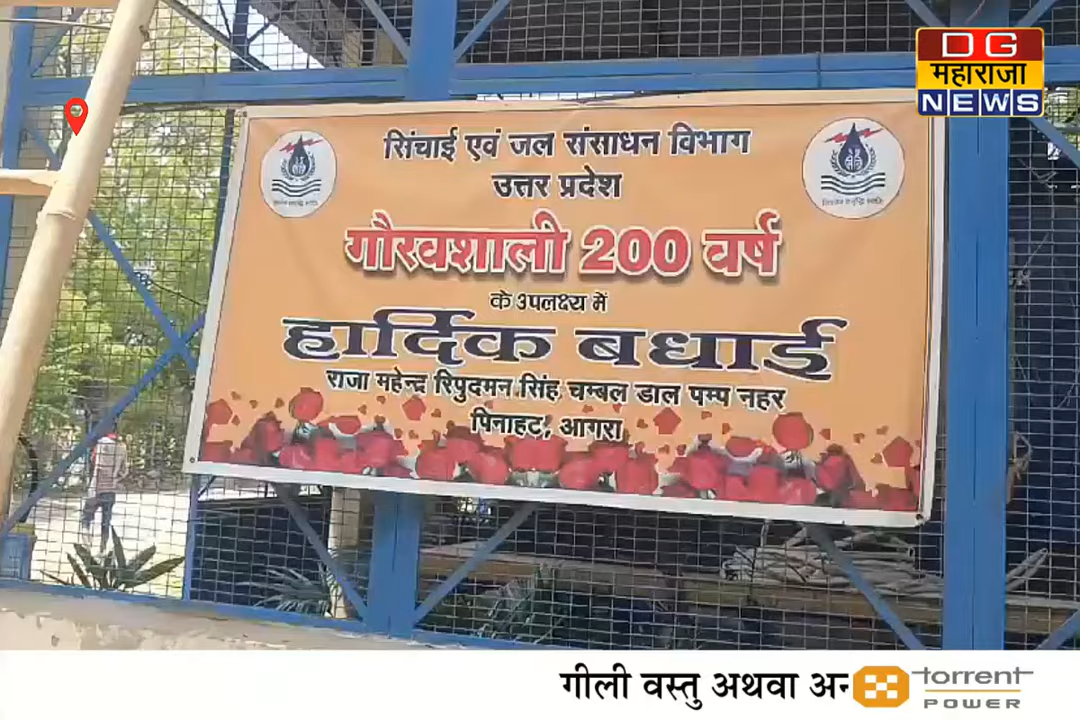 DG
महाराजा
NEWS
सिंचाई एवं जल संसाधन विभाग
उत्तर प्रदेश
गौरवशाली 200 वर्ष
के उपलक्ष्य में
हार्दिक बधाई
राजा महेन्द्र रिपुदमन सिंह चम्बल डाल पम्प नहर
पिनाहट, आगरा
गीली वस्तु अथवा
torrent
POWER